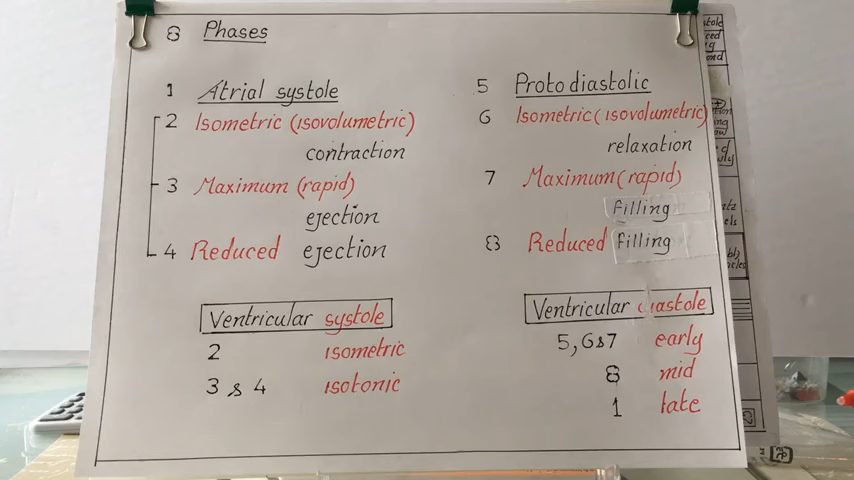 8 Phases
1 Atrial systole
2 Isometric (isovolumetric)
contraction
3 Maximum (rapid)
ejection
4 Reduced ejection
5 Protodiastolic
6 Isometric (isovolumetric)
relaxation
7 Maximum (rapid)
filling
8 Reduced filling
Ventricular systole
2 isometric
3 & 4 isotonic
Ventricular diastole
5, 6 & 7 early
8 mid
1 late